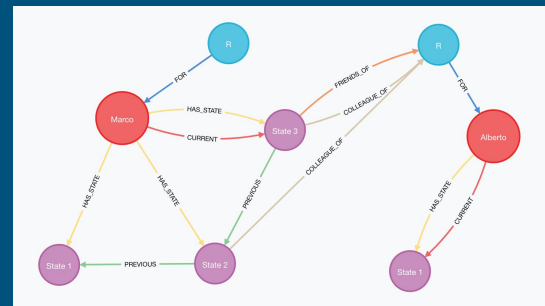 R
R
FOR
FRIENDS_OF
FOR
HAS_STATE
COLLEAGUE_OF
Marco
State 3
Alberto
CURRENT
COLLEAGUE_OF
HAS_STATE
HAS_STATE
PREVIOUS
HAS_STATE
CURRENT
State 1
PREVIOUS
State 2
State 1